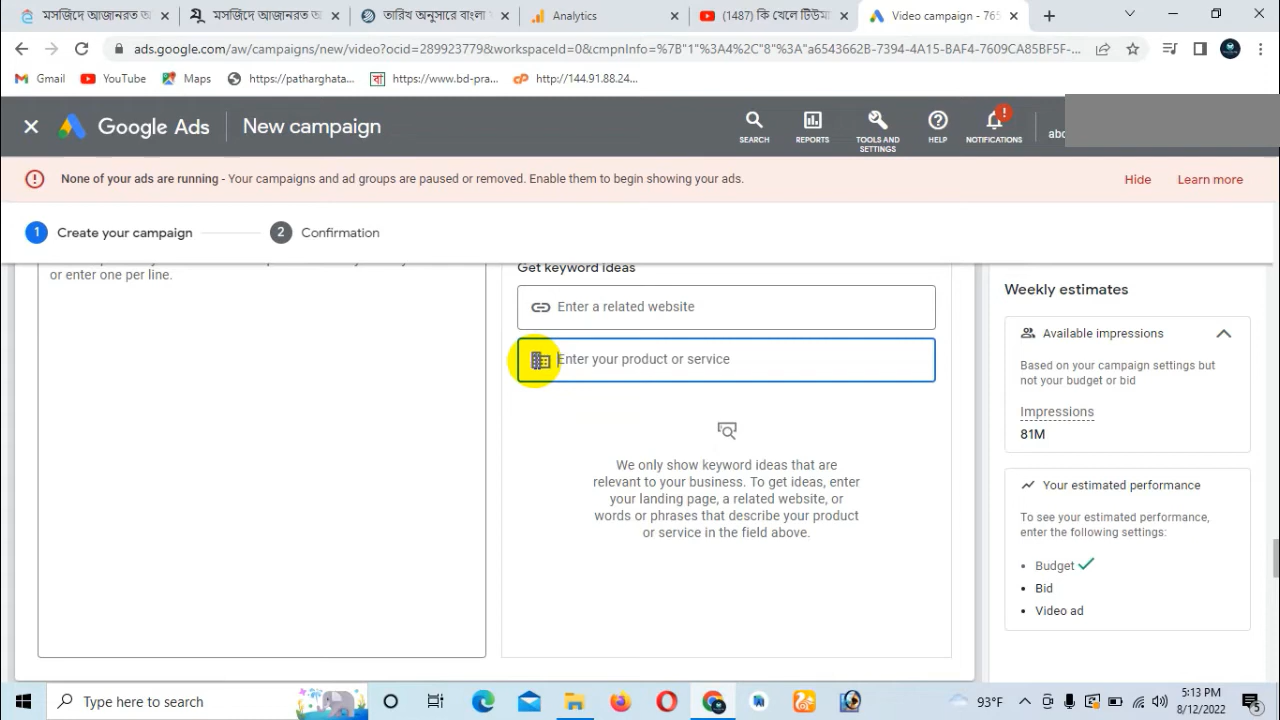 মসজিদে আজানরত অ
মসজিদে আজানরত অ
তারিখ অনুসারে বাংলা
Analytics
(1487) কি খেলে টিউমা
Video campaign - 765
ads.google.com/aw/campaigns/new/video?ocid=289923779&workspaceId=0&cmpnInfo=%7B"1"%3A4%2C"8"%3A"a6543662B-7394-4A15-BAF4-7609CA85BF5F-...
Gmail
YouTube
Maps
https://patharghata...
https://www.bd-pra...
http://144.91.88.24...
Google Ads
New campaign
SEARCH
REPORTS
TOOLS AND SETTINGS
HELP
NOTIFICATIONS
abc
None of your ads are running - Your campaigns and ad groups are paused or removed. Enable them to begin showing your ads.
Hide
Learn more
1 Create your campaign
2 Confirmation
or enter one per line.
Get keyword ideas
Enter a related website
Enter your product or service
We only show keyword ideas that are
relevant to your business. To get ideas, enter
your landing page, a related website, or
words or phrases that describe your product
or service in the field above.
Weekly estimates
Available impressions
Based on your campaign settings but
not your budget or bid
Impressions
81M
Your estimated performance
To see your estimated performance,
enter the following settings:
• Budget
• Bid
• Video ad
Type here to search
93°F
5:13 PM
8/12/2022
5